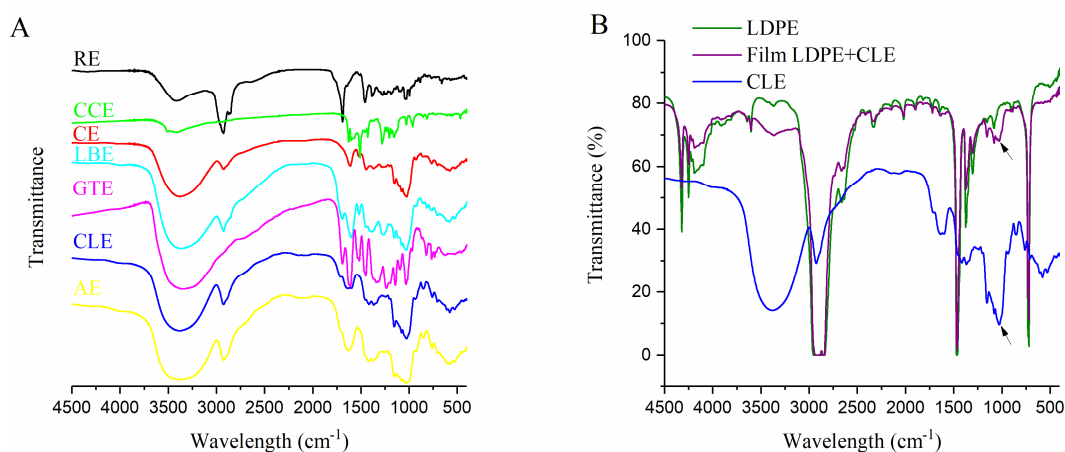 A
RE
CCE
CE
LBE
GTE
CLE
AE
Transmittance
4500 4000 3500 3000 2500 2000 1500 1000 500
Wavelength (cm-1)
B
LDPE
Film LDPE+CLE
CLE
100
80
60
40
20
0
Transmittance (%)
4500 4000 3500 3000 2500 2000 1500 1000 500
Wavelength (cm-1)